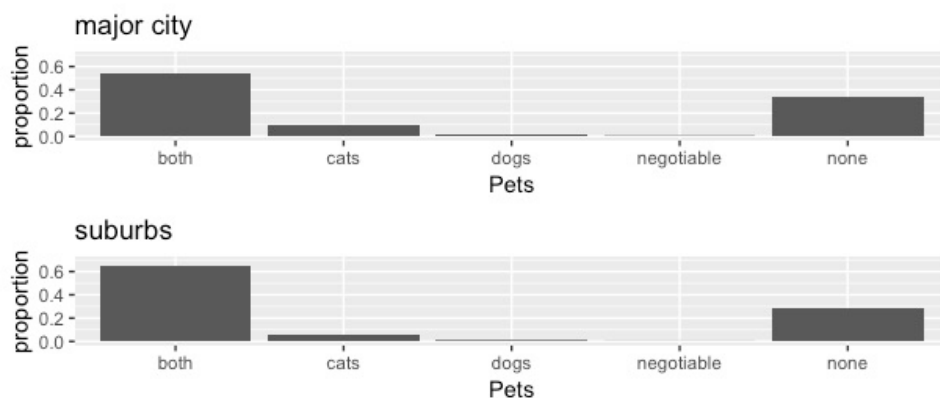 major city
proportion
0.6
0.4
0.2
0.0
both cats dogs negotiable none
Pets
suburbs
proportion
0.6
0.4
0.2
0.0
both cats dogs negotiable none
Pets